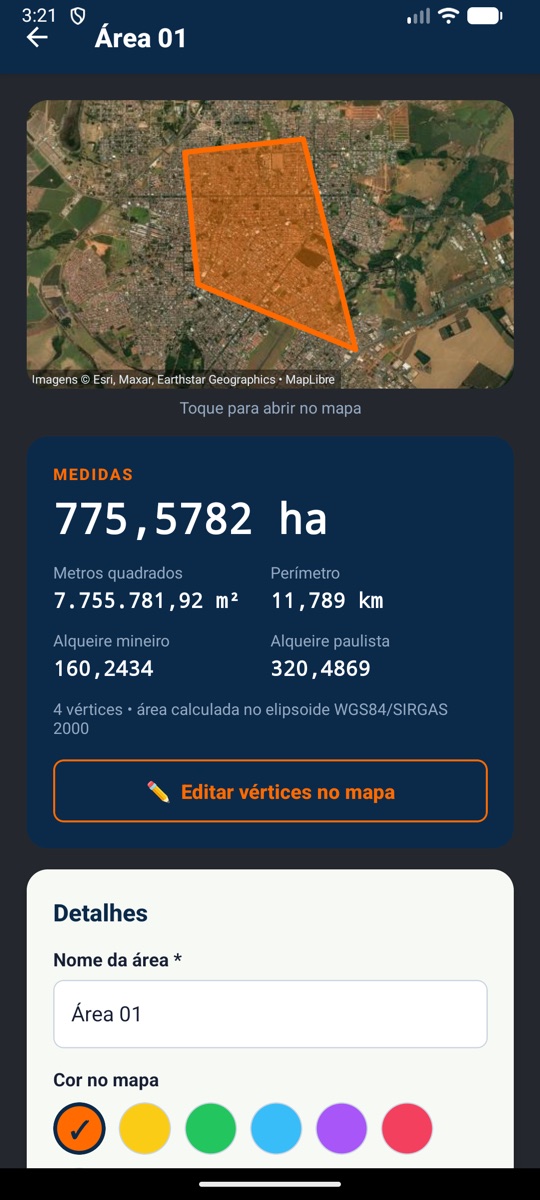 3:21
Área 01
Imagens © Esri, Maxar, Earthstar Geographics • MapLibre
Toque para abrir no mapa
MEDIDAS
775,5782 ha
Metros quadrados
7.755.781,92 m²
Perímetro
11,789 km
Alqueire mineiro
160,2434
Alqueire paulista
320,4869
4 vértices • área calculada no elipsoide WGS84/SIRGAS
2000
Editar vértices no mapa
Detalhes
Nome da área *
Área 01
Cor no mapa